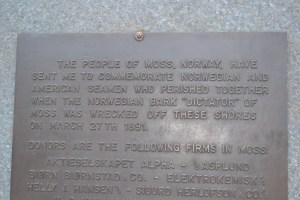 THE PEOPLE OF MOSS, NORWAY, HAVE
SENT ME TO COMMEMORATE NORWEGIAN AND
AMERICAN SEAMEN WHO PERISHED TOGETHER
WHEN THE NORWEGIAN BARK "DICTATOR" OF
MOSS WAS WRECKED OFF THESE SHORES
ON MARCH 27TH 1891.
DONORS ARE THE FOLLOWING FIRMS IN MOSS:
AKTIESELSKAPET ALPHA - ASPLUND
BJØRN BJØRNSTAD & CO. - ELEKTROKEMISK
HELLY J. HANSEN - SIGURD HERLOFSON & CO.